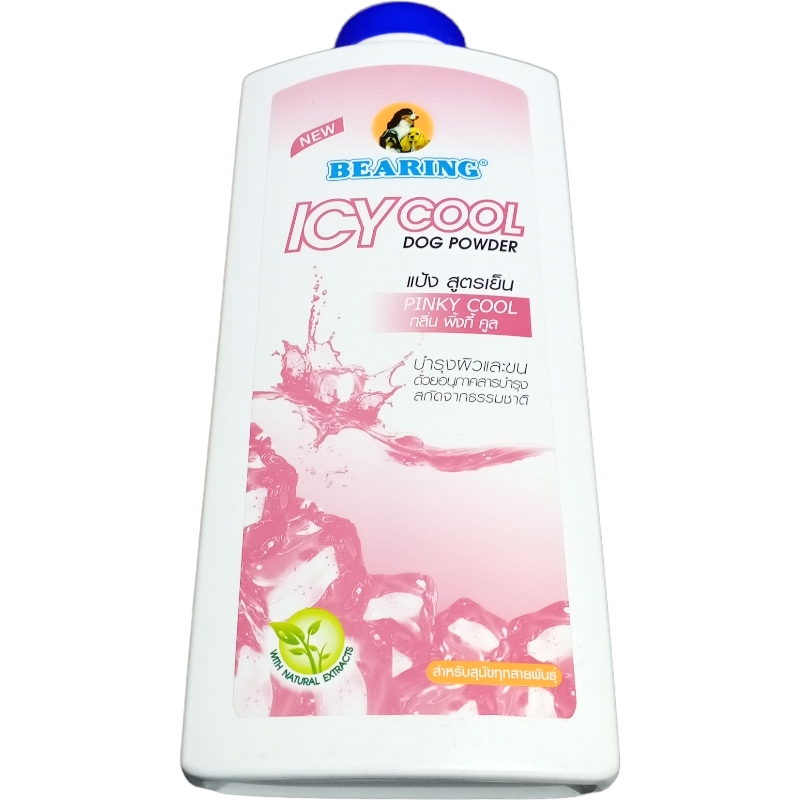 NEW
BEARING®
ICY COOL
DOG POWDER
แป้ง สูตรเย็น
PINKY COOL
กลิ่น พิ้งกี้ คูล
บำรุงผิวและขน
ด้วยอนุภาคสารบำรุง
สกัดจากธรรมชาติ
WITH NATURAL EXTRACTS
สำหรับสุนัขทุกสายพันธุ์